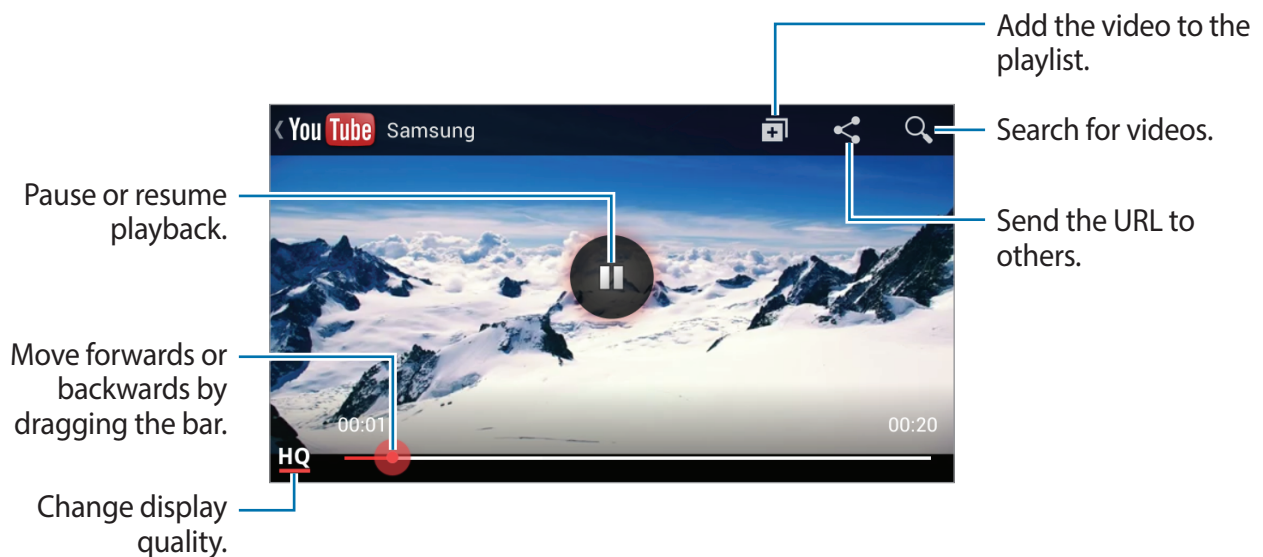 Add the video to the
playlist.
You Tube Samsung
Search for videos.
Pause or resume
playback.
Send the URL to
others.
Move forwards or
backwards by
dragging the bar.
00:01
00:20
HQ
Change display
quality.